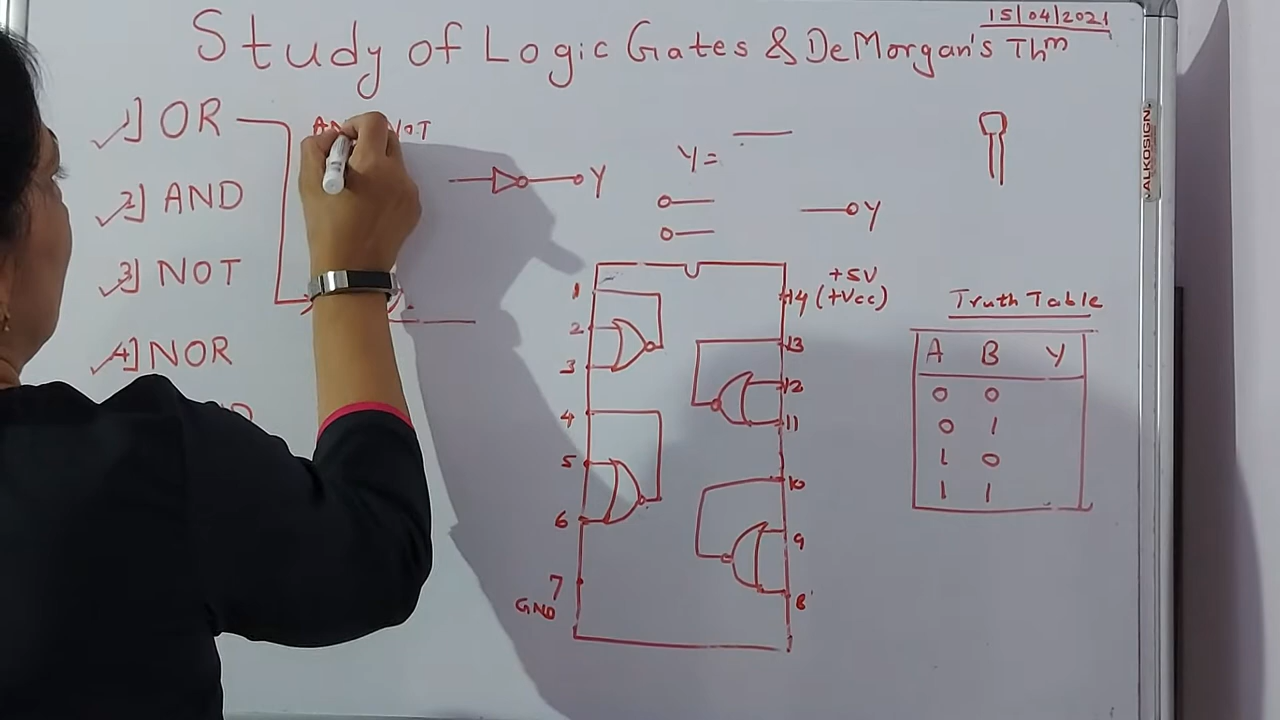 15/04/2021
Study of Logic Gates & DeMorgan's Thm
1] OR
NOT
2] AND
Y
Y =
Y
3] NOT
4] NOR
1
2
3
4
5
6
7
GND
+5V
14 (+Vcc)
13
12
11
10
9
8
Truth Table
A B Y
0 0
0 1
1 0
1 1
ALKOSIGN